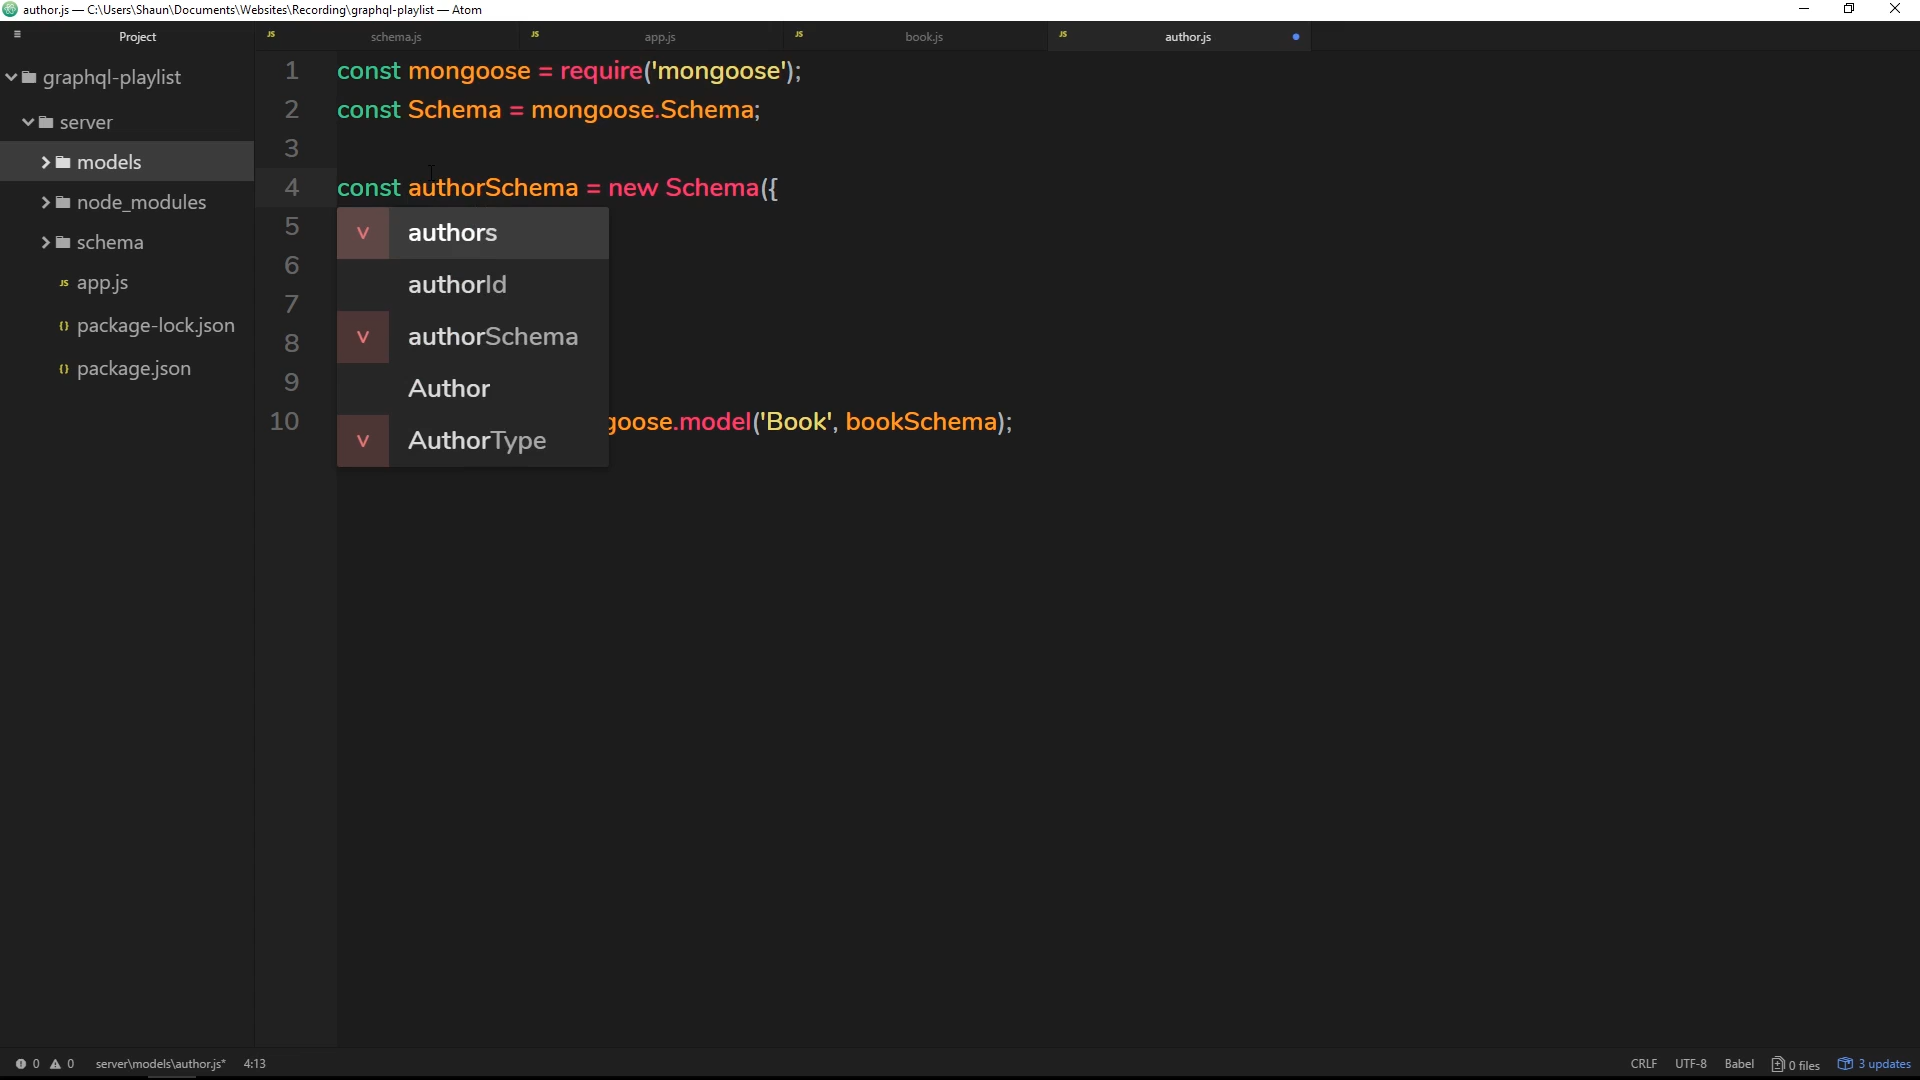 author.js — C:\Users\Shaun\Documents\Websites\Recording\graphql-playlist — Atom
Project
schema.js
app.js
book.js
author.js
graphql-playlist
server
models
node_modules
schema
app.js
package-lock.json
package.json
1 const mongoose = require('mongoose');
2 const Schema = mongoose.Schema;
3
4 const authorSchema = new Schema({
5
6
7
8
9
10 goose.model('Book', bookSchema);
v authors
authorId
v authorSchema
Author
v AuthorType
0 0 server\models\author.js* 4:13
CRLF UTF-8 Babel 0 files 3 updates